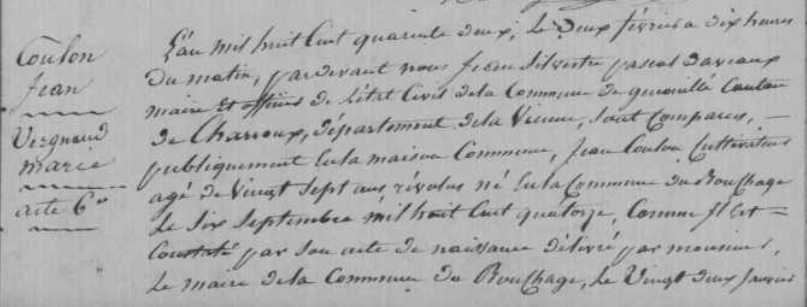 Coulon
Jean
Vergnaud
marie
acte 6e
L'an mil huit Cent quarante deux, le deux février a dix heures
du matin, pardevant nous Jean Silvestre pascal
maire Et officier de L'état Civil de la Commune de Canton
de Charroux, département de la Vienne, sont Comparus,
publiquement En la maison Commune, Jean Coulon Cultivateur
agé de Vingt Sept ans révolus né En la Commune du Bouchage
le Six Septembre mil huit Cent quatorze, Comme Il Est
Constaté par Son acte de naissance délivré par monsieur,
le maire de la Commune du Bouchage, le Vingt deux Janvier